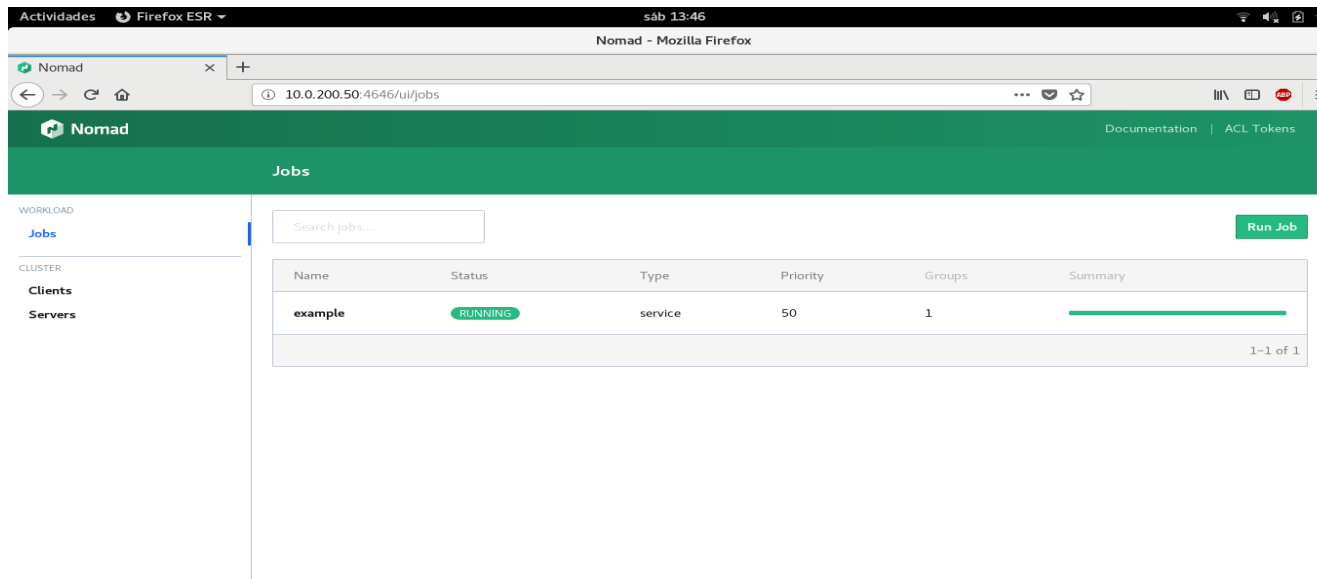 Actividades Firefox ESR sáb 13:46
Nomad - Mozilla Firefox
Nomad
10.0.200.50:4646/ui/jobs
ABP
Nomad Documentation | ACL Tokens
Jobs
WORKLOAD
Jobs
CLUSTER
Clients
Servers
Search jobs... Run Job
Name Status Type Priority Groups Summary
example RUNNING service 50 1
1–1 of 1